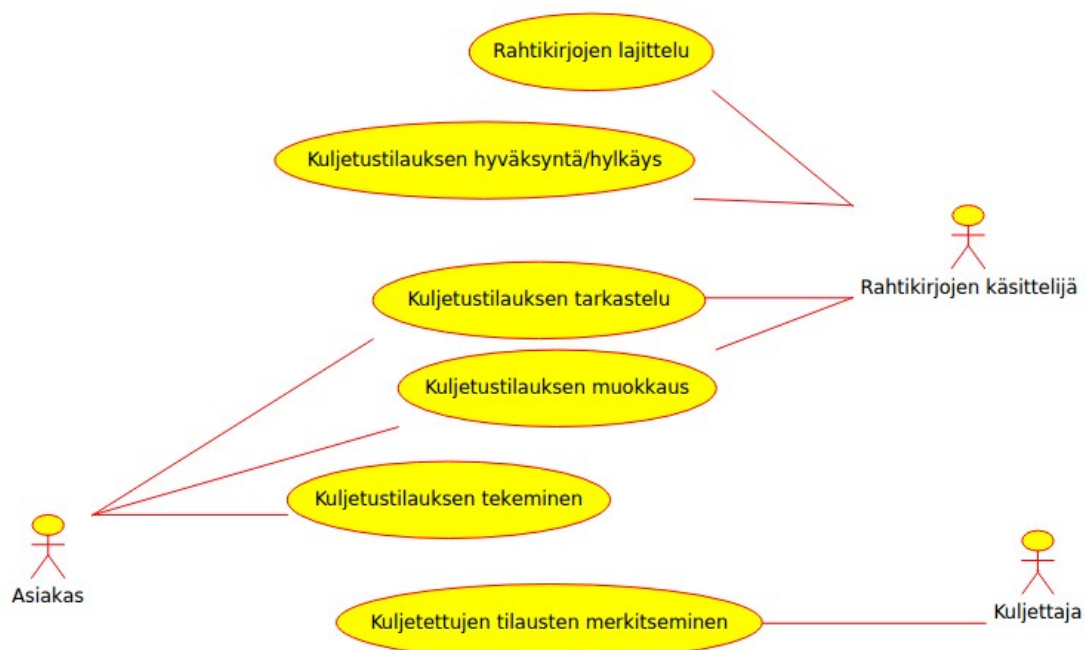 Rahtikirjojen lajittelu
Kuljetustilauksen hyväksyntä/hylkäys
Rahtikirjojen käsittelijä
Kuljetustilauksen tarkastelu
Kuljetustilauksen muokkaus
Kuljetustilauksen tekeminen
Asiakas
Kuljettaja
Kuljetettujen tilausten merkitseminen